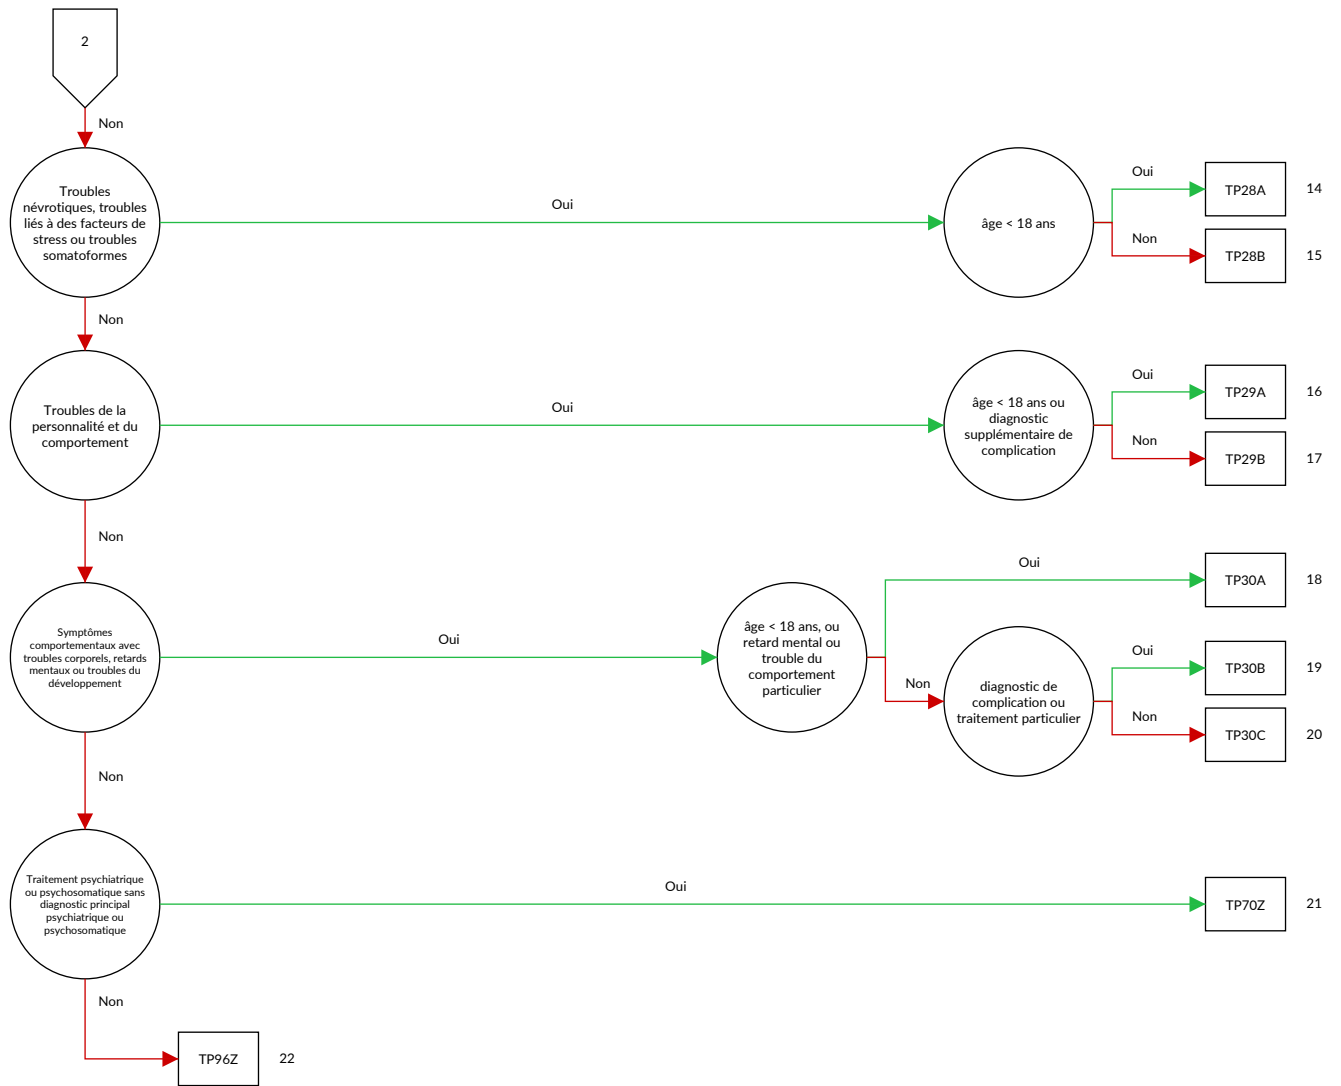 2
Non
Troubles
névrotiques, troubles
liés à des facteurs de
stress ou troubles
somatoformes
Oui
âge < 18 ans
Oui
TP28A
14
Non
TP28B
15
Non
Troubles de la
personnalité et du
comportement
Oui
âge < 18 ans ou
diagnostic
supplémentaire de
complication
Oui
TP29A
16
Non
TP29B
17
Non
Symptômes
comportementaux avec
troubles corporels, retards
mentaux ou troubles du
développement
Oui
âge < 18 ans, ou
retard mental ou
trouble du
comportement
particulier
Oui
TP30A
18
Non
diagnostic de
complication ou
traitement particulier
Oui
TP30B
19
Non
TP30C
20
Non
Traitement psychiatrique
ou psychosomatique sans
diagnostic principal
psychiatrique ou
psychosomatique
Oui
TP70Z
21
Non
TP96Z
22